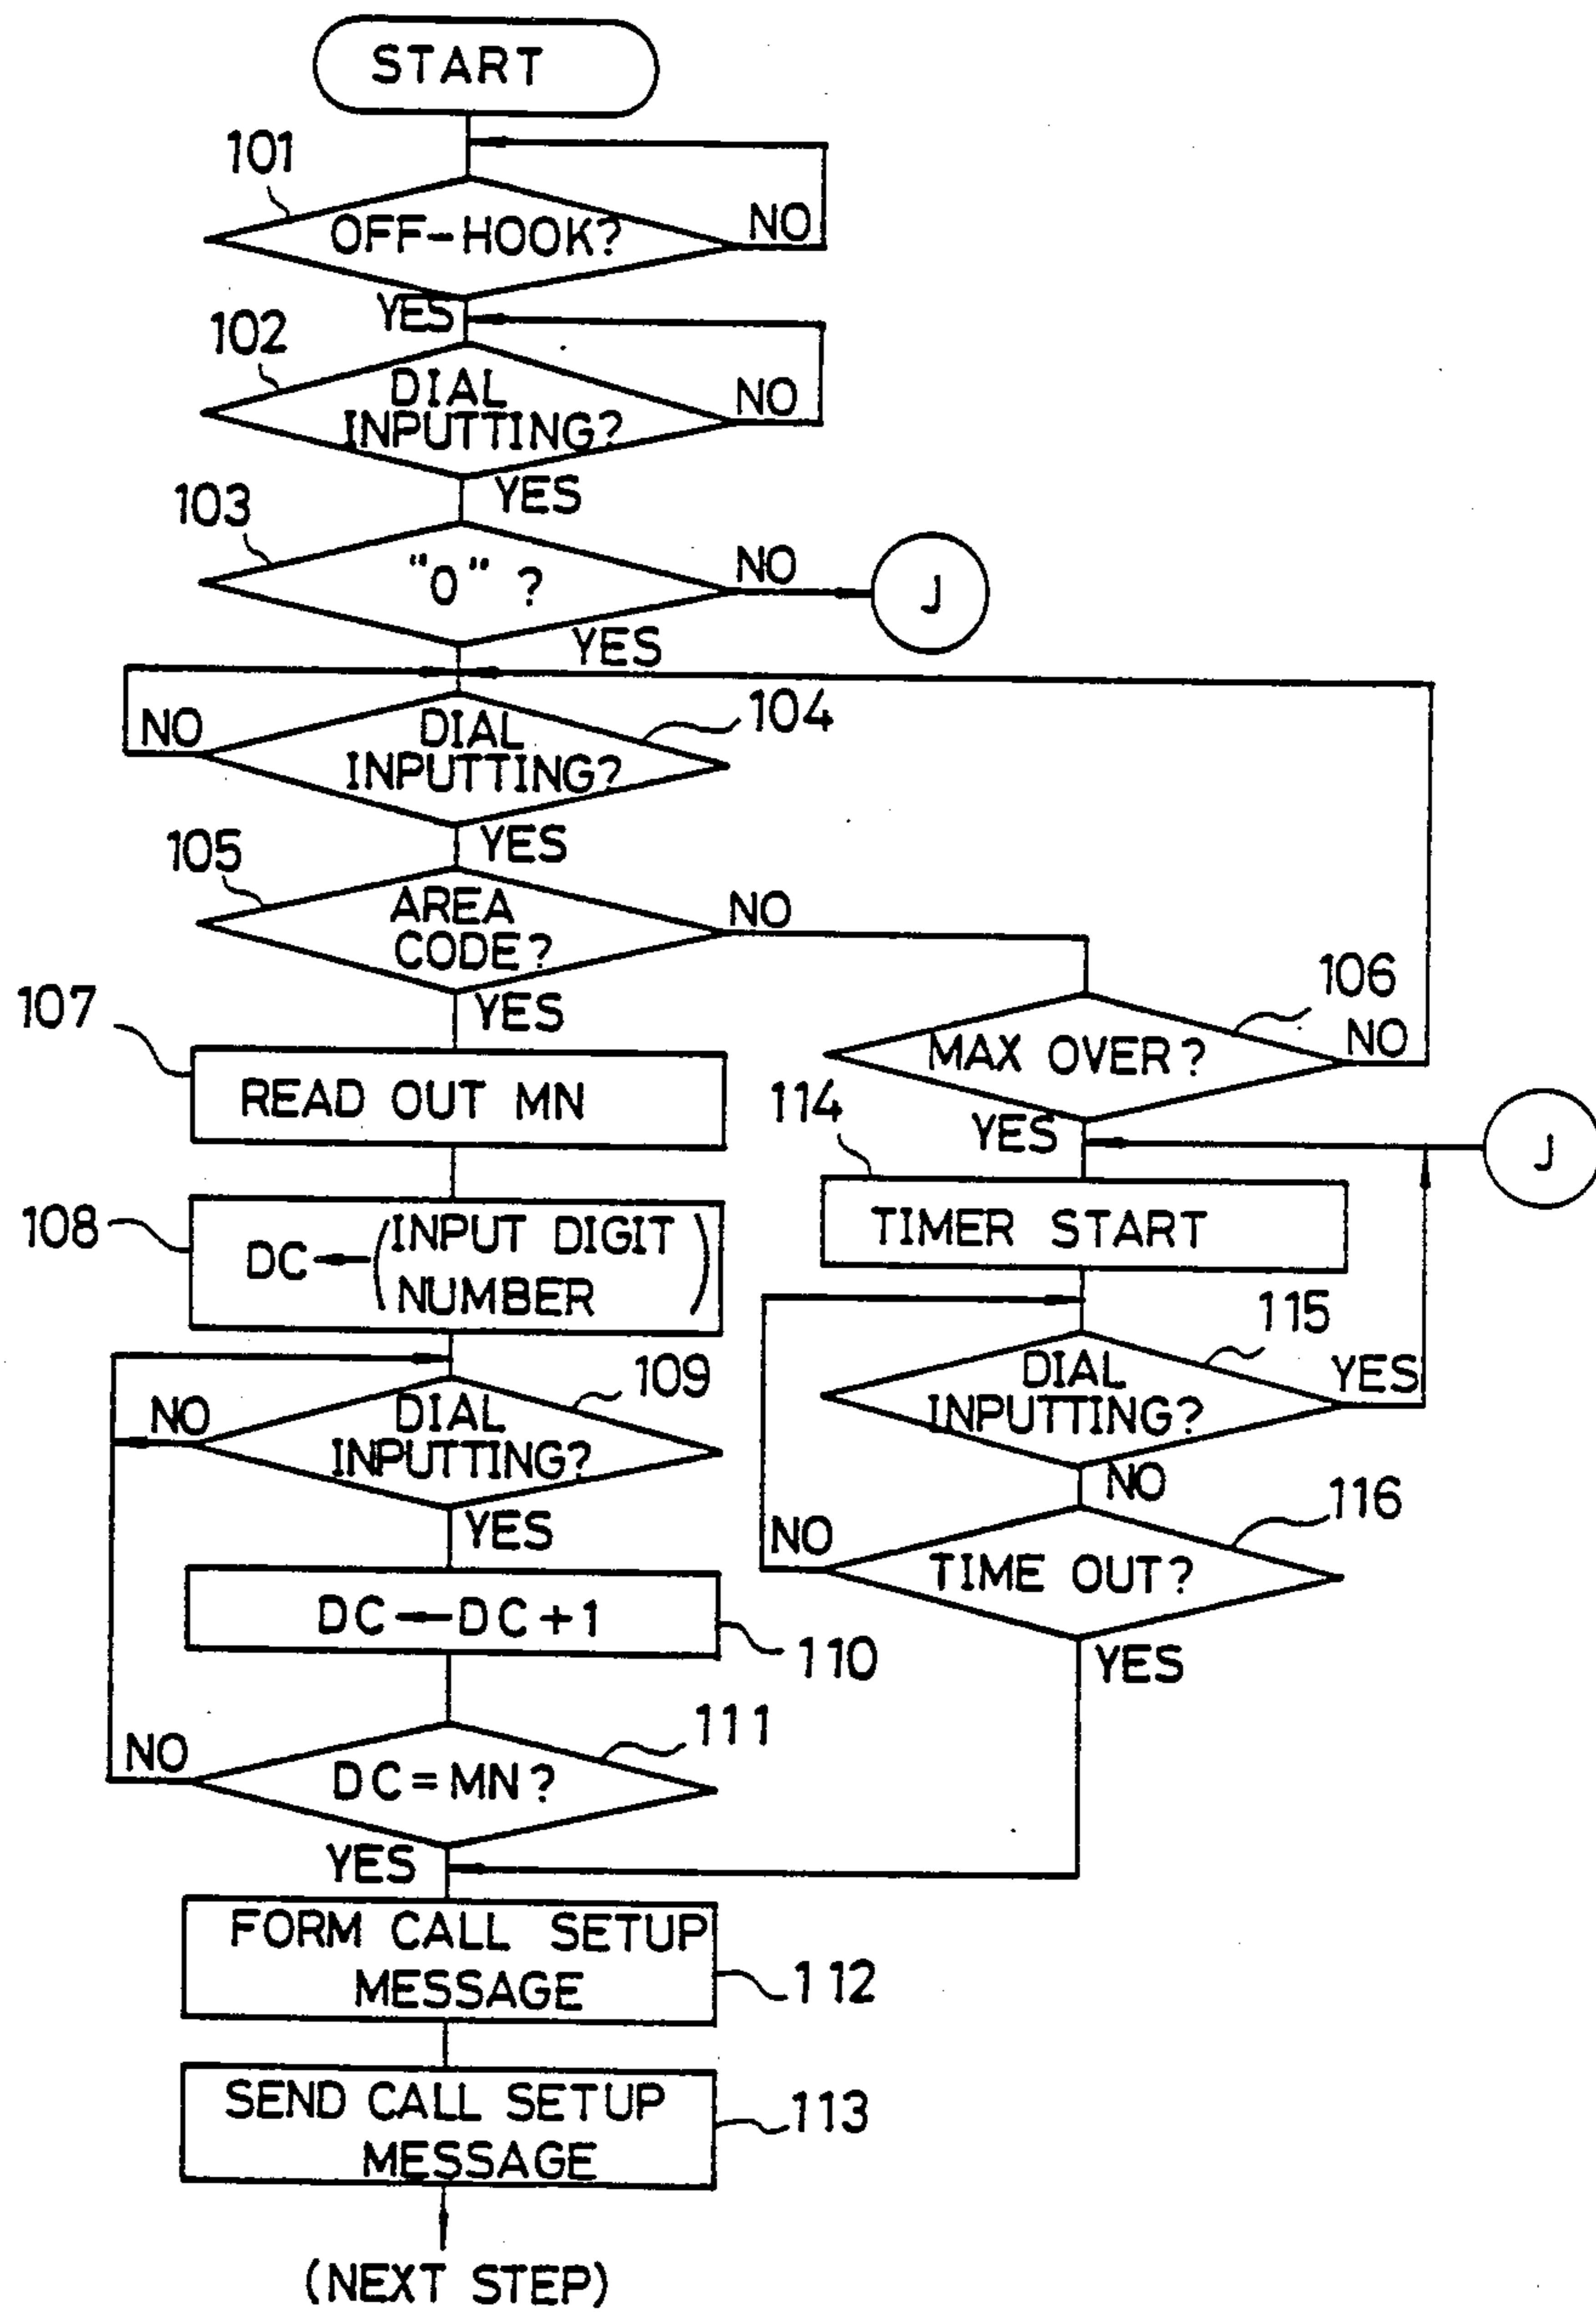 START
101
OFF-HOOK?
NO
YES
102
DIAL
INPUTTING?
NO
YES
103
"0" ?
NO
J
YES
104
NO
DIAL
INPUTTING?
YES
105
AREA
CODE?
NO
YES
106
MAX OVER?
NO
YES
107
READ OUT MN
114
J
TIMER START
108
DC←(INPUT DIGIT
NUMBER)
115
DIAL
INPUTTING?
YES
NO
109
NO
DIAL
INPUTTING?
YES
116
NO
TIME OUT?
YES
DC←DC+1
110
111
NO
DC=MN?
YES
FORM CALL SETUP
MESSAGE
112
SEND CALL SETUP
MESSAGE
113
(NEXT STEP)